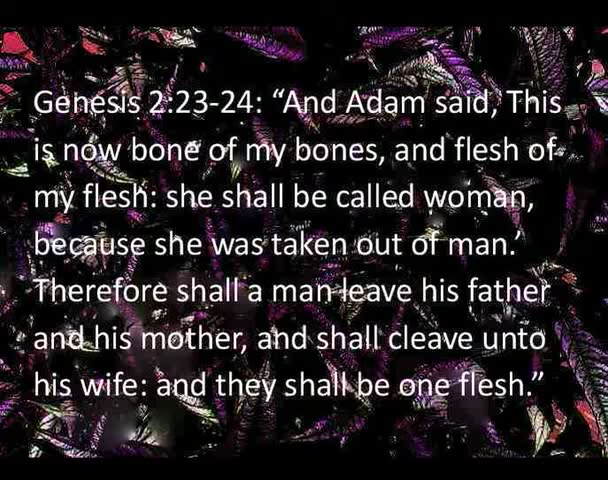 Genesis 2:23-24: “And Adam said, This
is now bone of my bones, and flesh of
my flesh: she shall be called woman,
because she was taken out of man.
Therefore shall a man leave his father
and his mother, and shall cleave unto
his wife: and they shall be one flesh.”